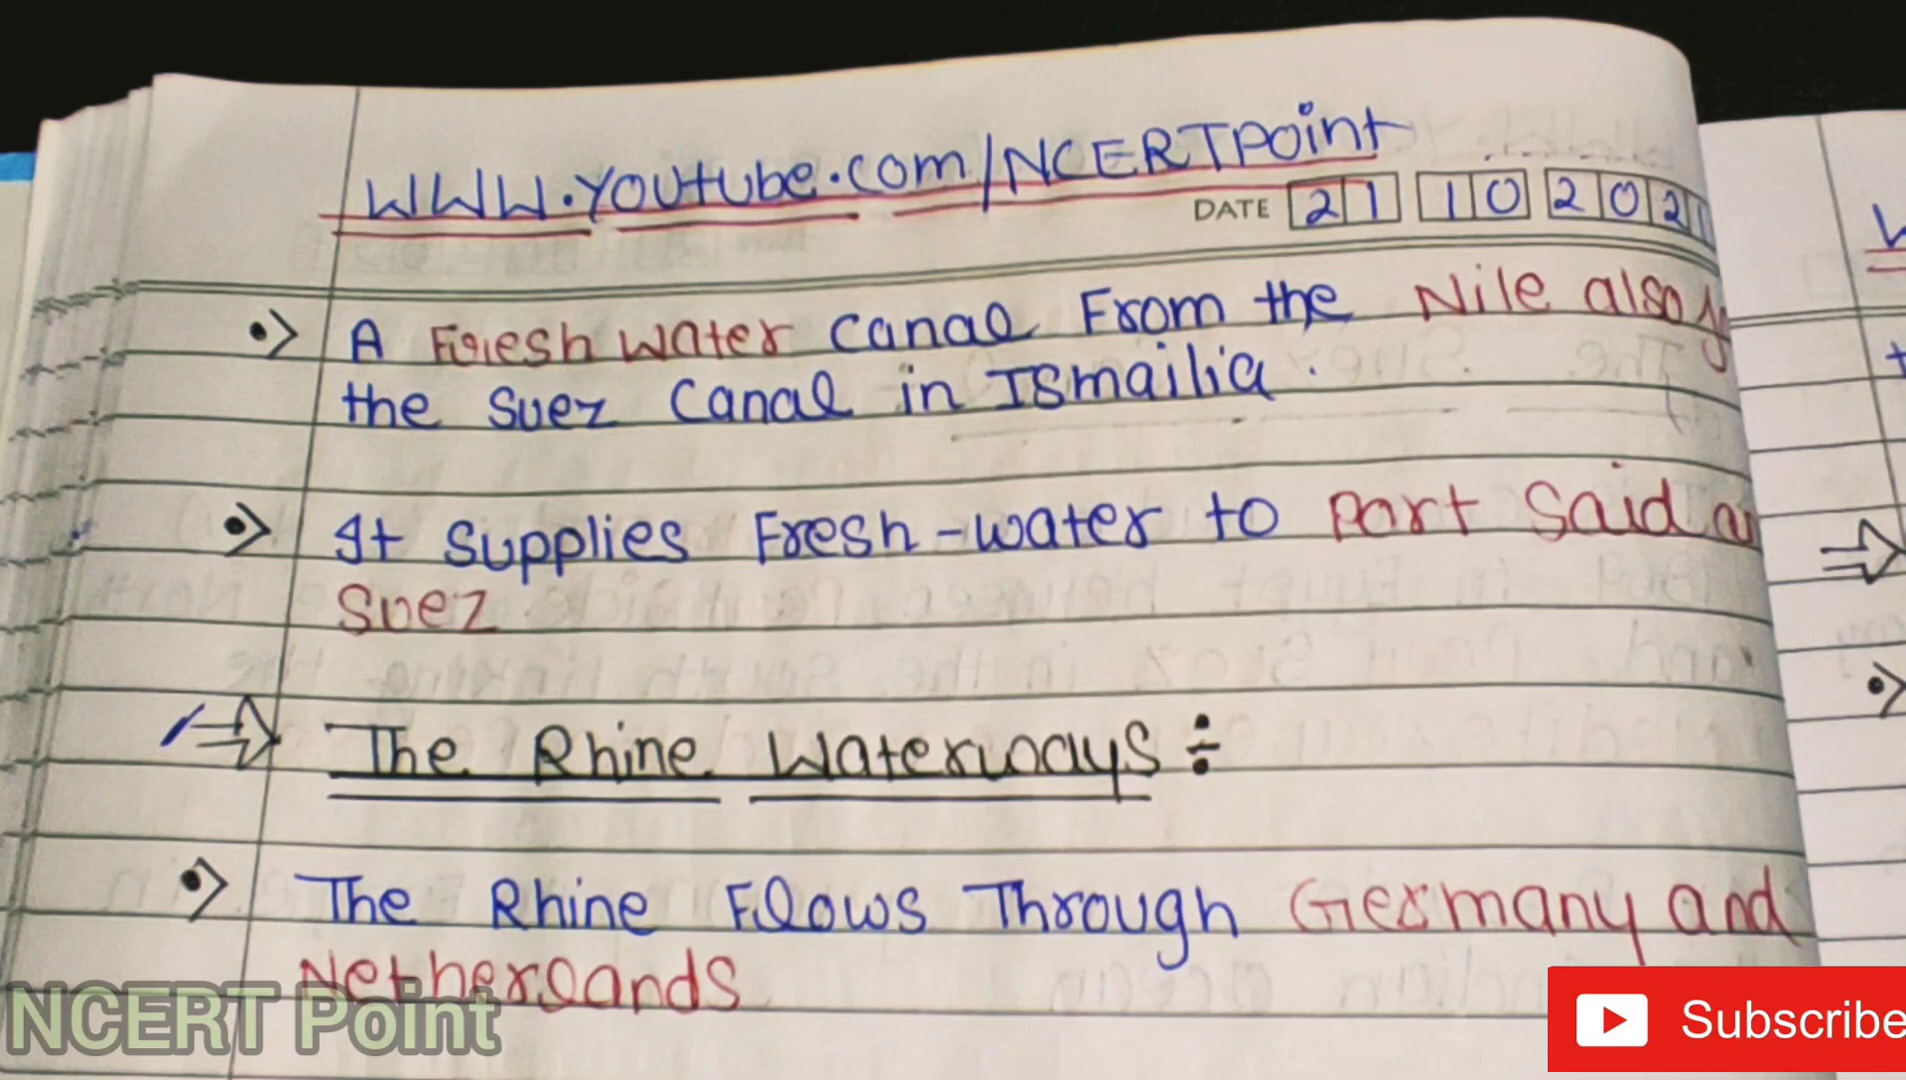 WWW.Youtube.com/NCERTPoint
DATE 21 10 2021
A Fresh Water Canal From the Nile also
the Suez Canal in Ismailia.
It Supplies Fresh-water to Port Said
Suez
The Rhine Waterways÷
The Rhine Flows Through Germany and
Netherlands
NCERT Point
Subscribe